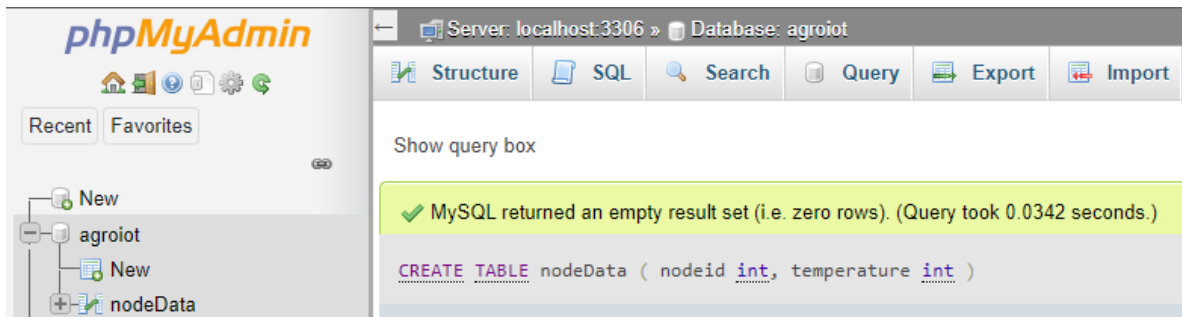 phpMyAdmin
Recent Favorites
New
agroiot
New
nodeData
← Server: localhost:3306 » Database: agroiot
Structure SQL Search Query Export Import
Show query box
MySQL returned an empty result set (i.e. zero rows). (Query took 0.0342 seconds.)
CREATE TABLE nodeData ( nodeid int, temperature int )